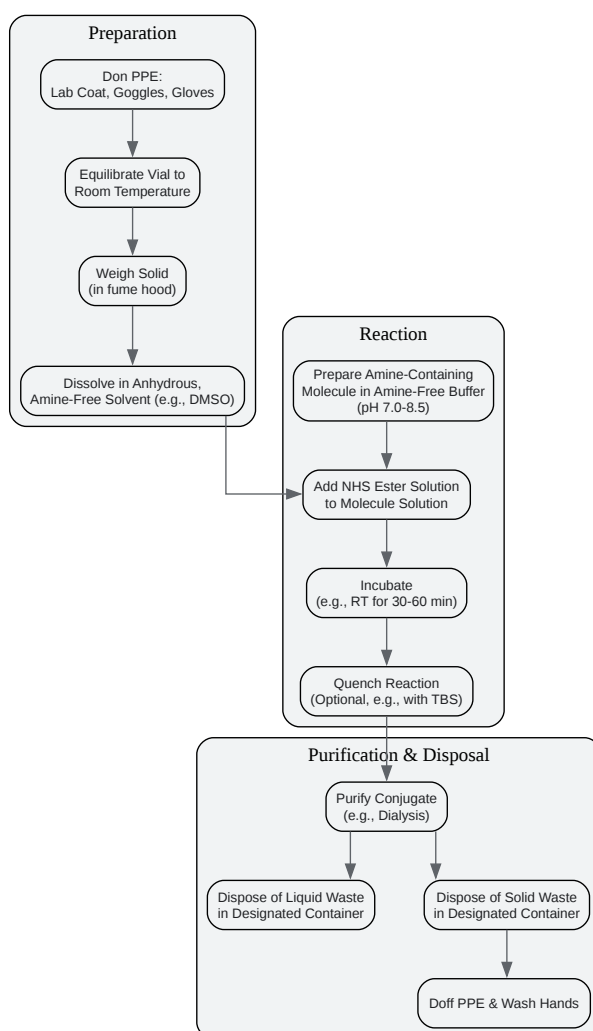 Preparation
Don PPE:
Lab Coat, Goggles, Gloves
Equilibrate Vial to
Room Temperature
Weigh Solid
(in fume hood)
Dissolve in Anhydrous,
Amine-Free Solvent (e.g., DMSO)
Reaction
Prepare Amine-Containing
Molecule in Amine-Free Buffer
(pH 7.0-8.5)
Add NHS Ester Solution
to Molecule Solution
Incubate
(e.g., RT for 30-60 min)
Quench Reaction
(Optional, e.g., with TBS)
Purification & Disposal
Purify Conjugate
(e.g., Dialysis)
Dispose of Liquid Waste
in Designated Container
Dispose of Solid Waste
in Designated Container
Doff PPE & Wash Hands